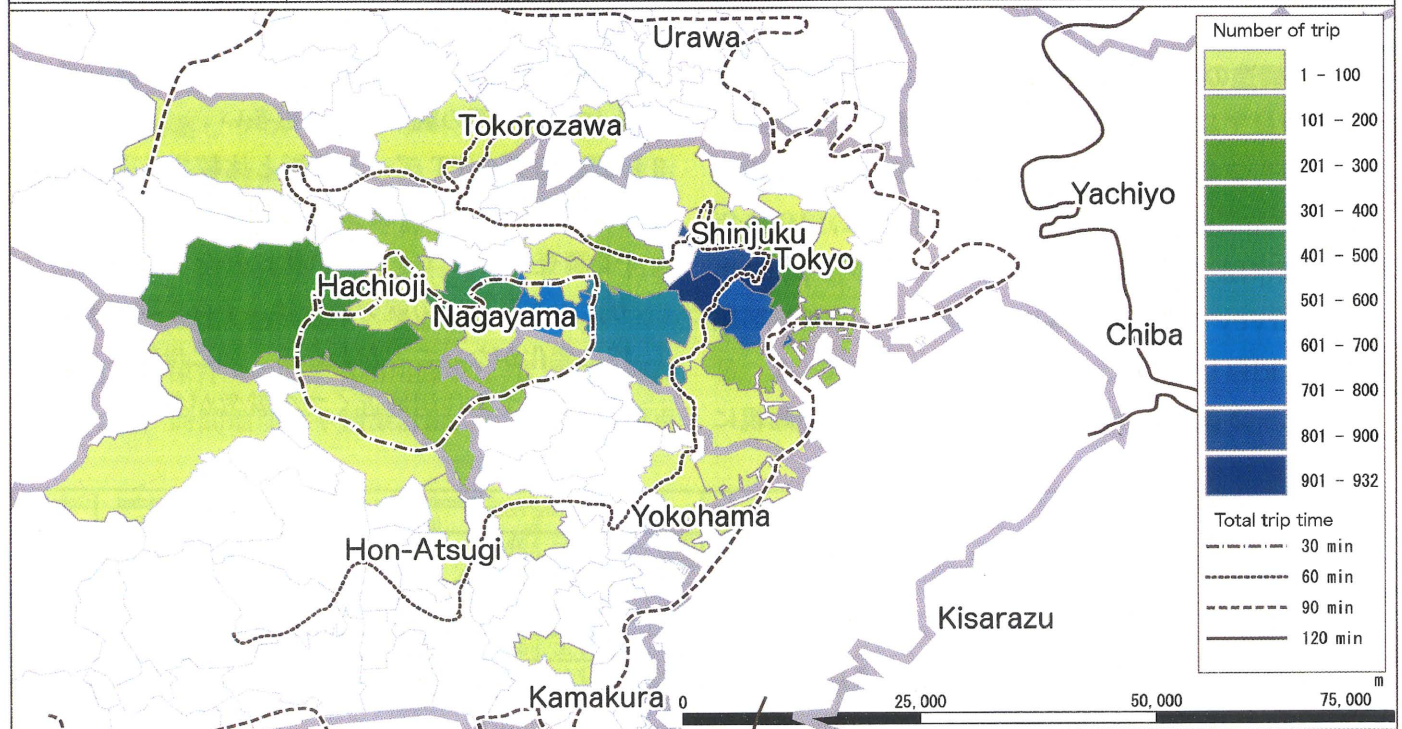 Urawa
Tokorozawa
Yachiyo
Shinjuku
Tokyo
Hachioji
Nagayama
Chiba
Yokohama
Hon-Atsugi
Kisarazu
Kamakura
0 25,000 50,000 75,000
m
Number of trip
1 - 100
101 - 200
201 - 300
301 - 400
401 - 500
501 - 600
601 - 700
701 - 800
801 - 900
901 - 932
Total trip time
30 min
60 min
90 min
120 min